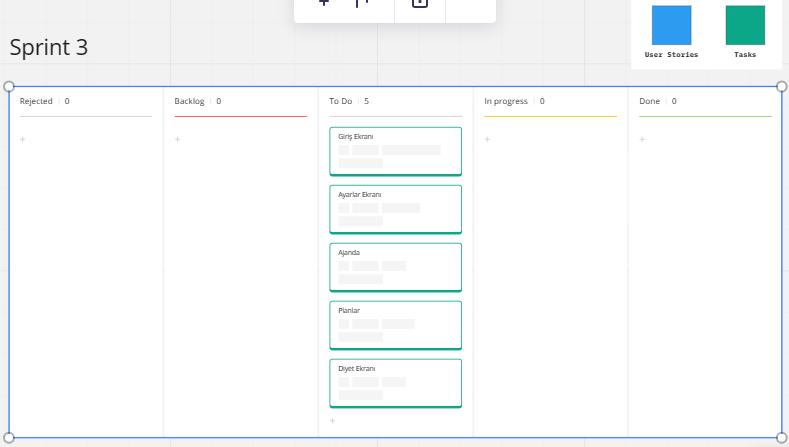 Sprint 3
User Stories
Tasks
Rejected 0
Backlog 0
To Do 5
In progress 0
Done 0
Giriş Ekranı
Ayarlar Ekranı
Ajanda
Planlar
Diyet Ekranı